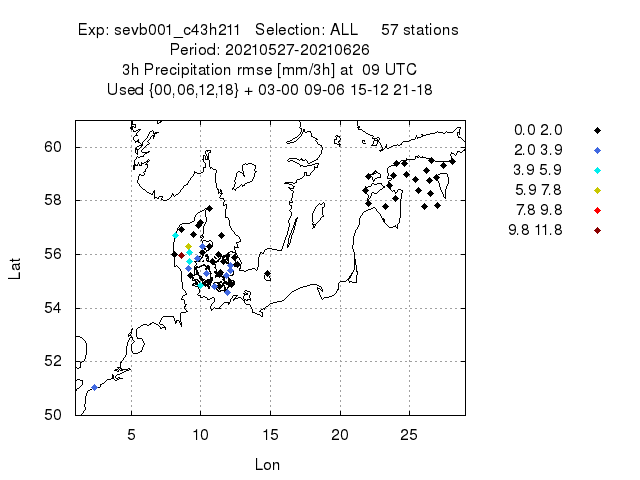 Exp: sevb001_c43h211   Selection: ALL     57 stations
Period: 20210527-20210626
3h Precipitation rmse [mm/3h] at  09 UTC
Used {00,06,12,18} + 03-00 09-06 15-12 21-18
0.0 2.0
2.0 3.9
3.9 5.9
5.9 7.8
7.8 9.8
9.8 11.8
60
58
56
54
52
50
Lat
5 10 15 20 25
Lon